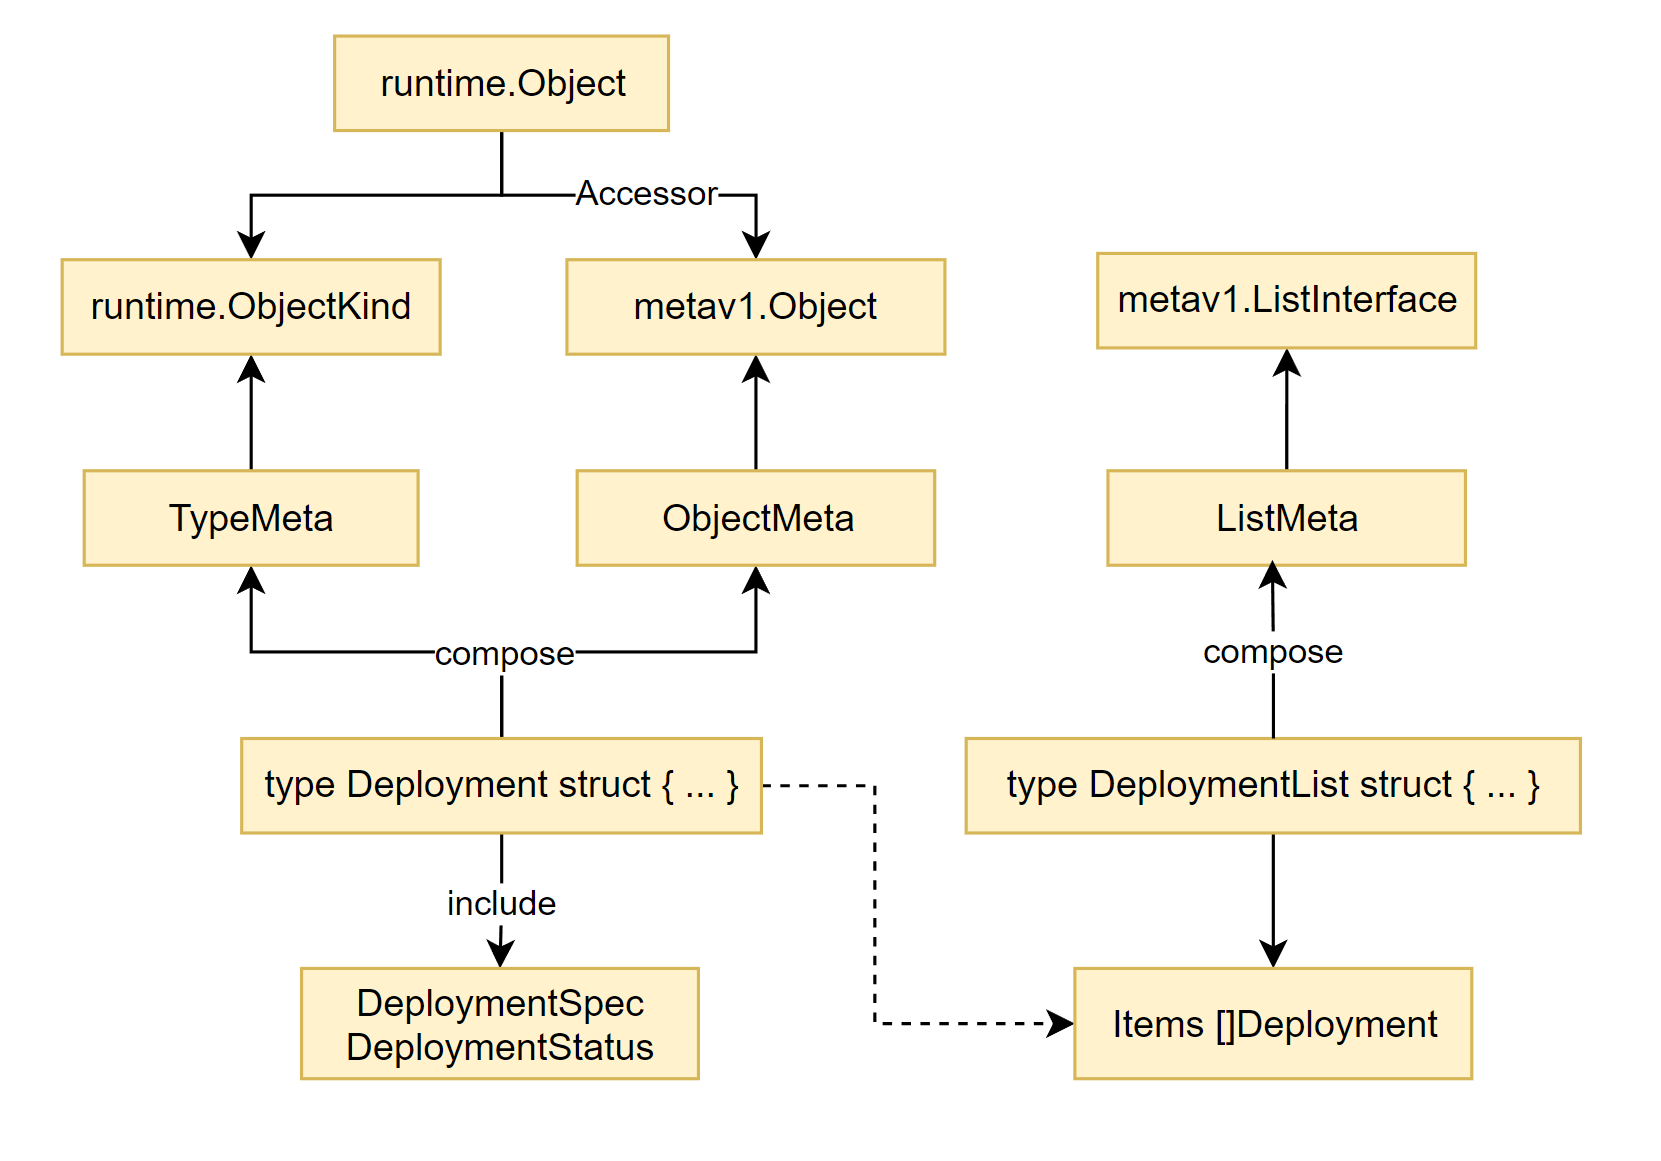 runtime.Object
Accessor
runtime.ObjectKind
metav1.Object
metav1.ListInterface
TypeMeta
ObjectMeta
ListMeta
compose
compose
type Deployment struct { ... }
type DeploymentList struct { ... }
include
DeploymentSpec
DeploymentStatus
Items []Deployment